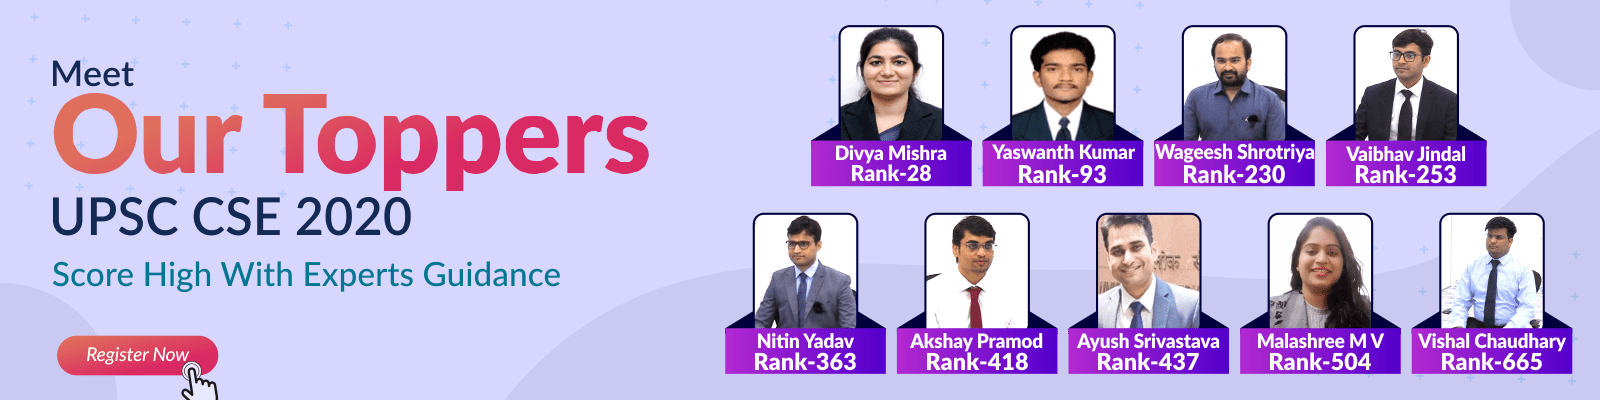 Meet
Our Toppers
UPSC CSE 2020
Score High With Experts Guidance
Register Now
Divya Mishra
Rank-28
Yaswanth Kumar
Rank-93
Wageesh Shrotriya
Rank-230
Vaibhav Jindal
Rank-253
Nitin Yadav
Rank-363
Akshay Pramod
Rank-418
Ayush Srivastava
Rank-437
Malashree M V
Rank-504
Vishal Chaudhary
Rank-665